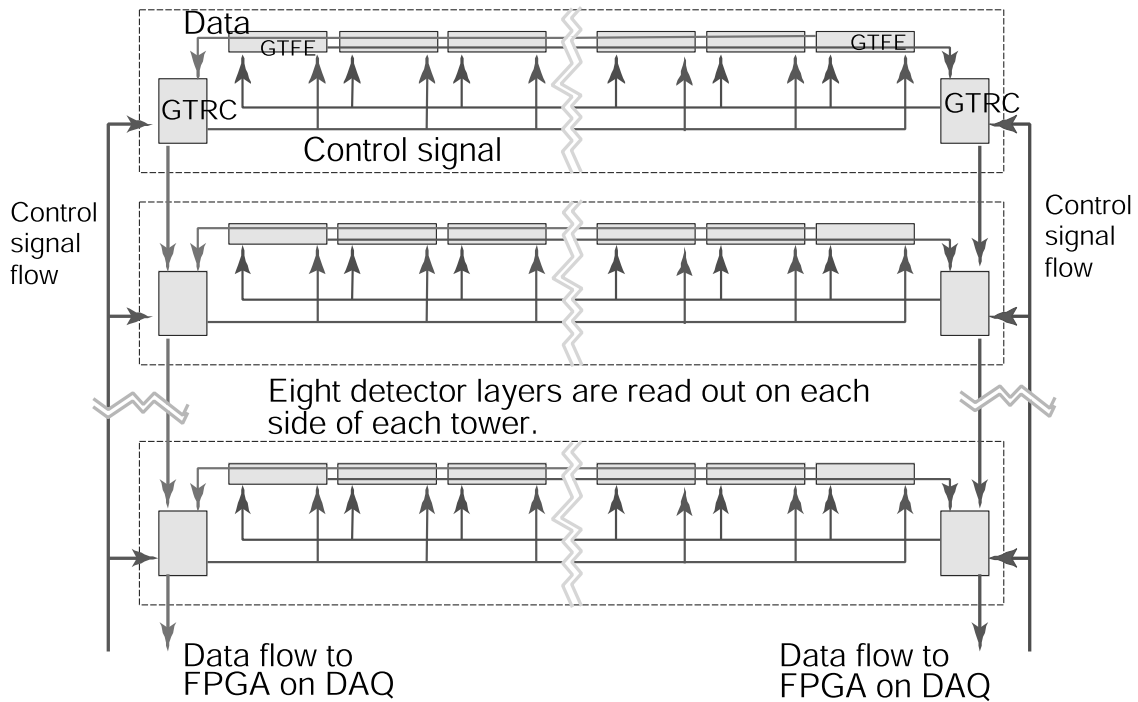 Data
GTFE
GTFE
GTRC
GTRC
Control signal
Control
signal
flow
Control
signal
flow
Eight detector layers are read out on each
side of each tower.
Data flow to
FPGA on DAQ
Data flow to
FPGA on DAQ